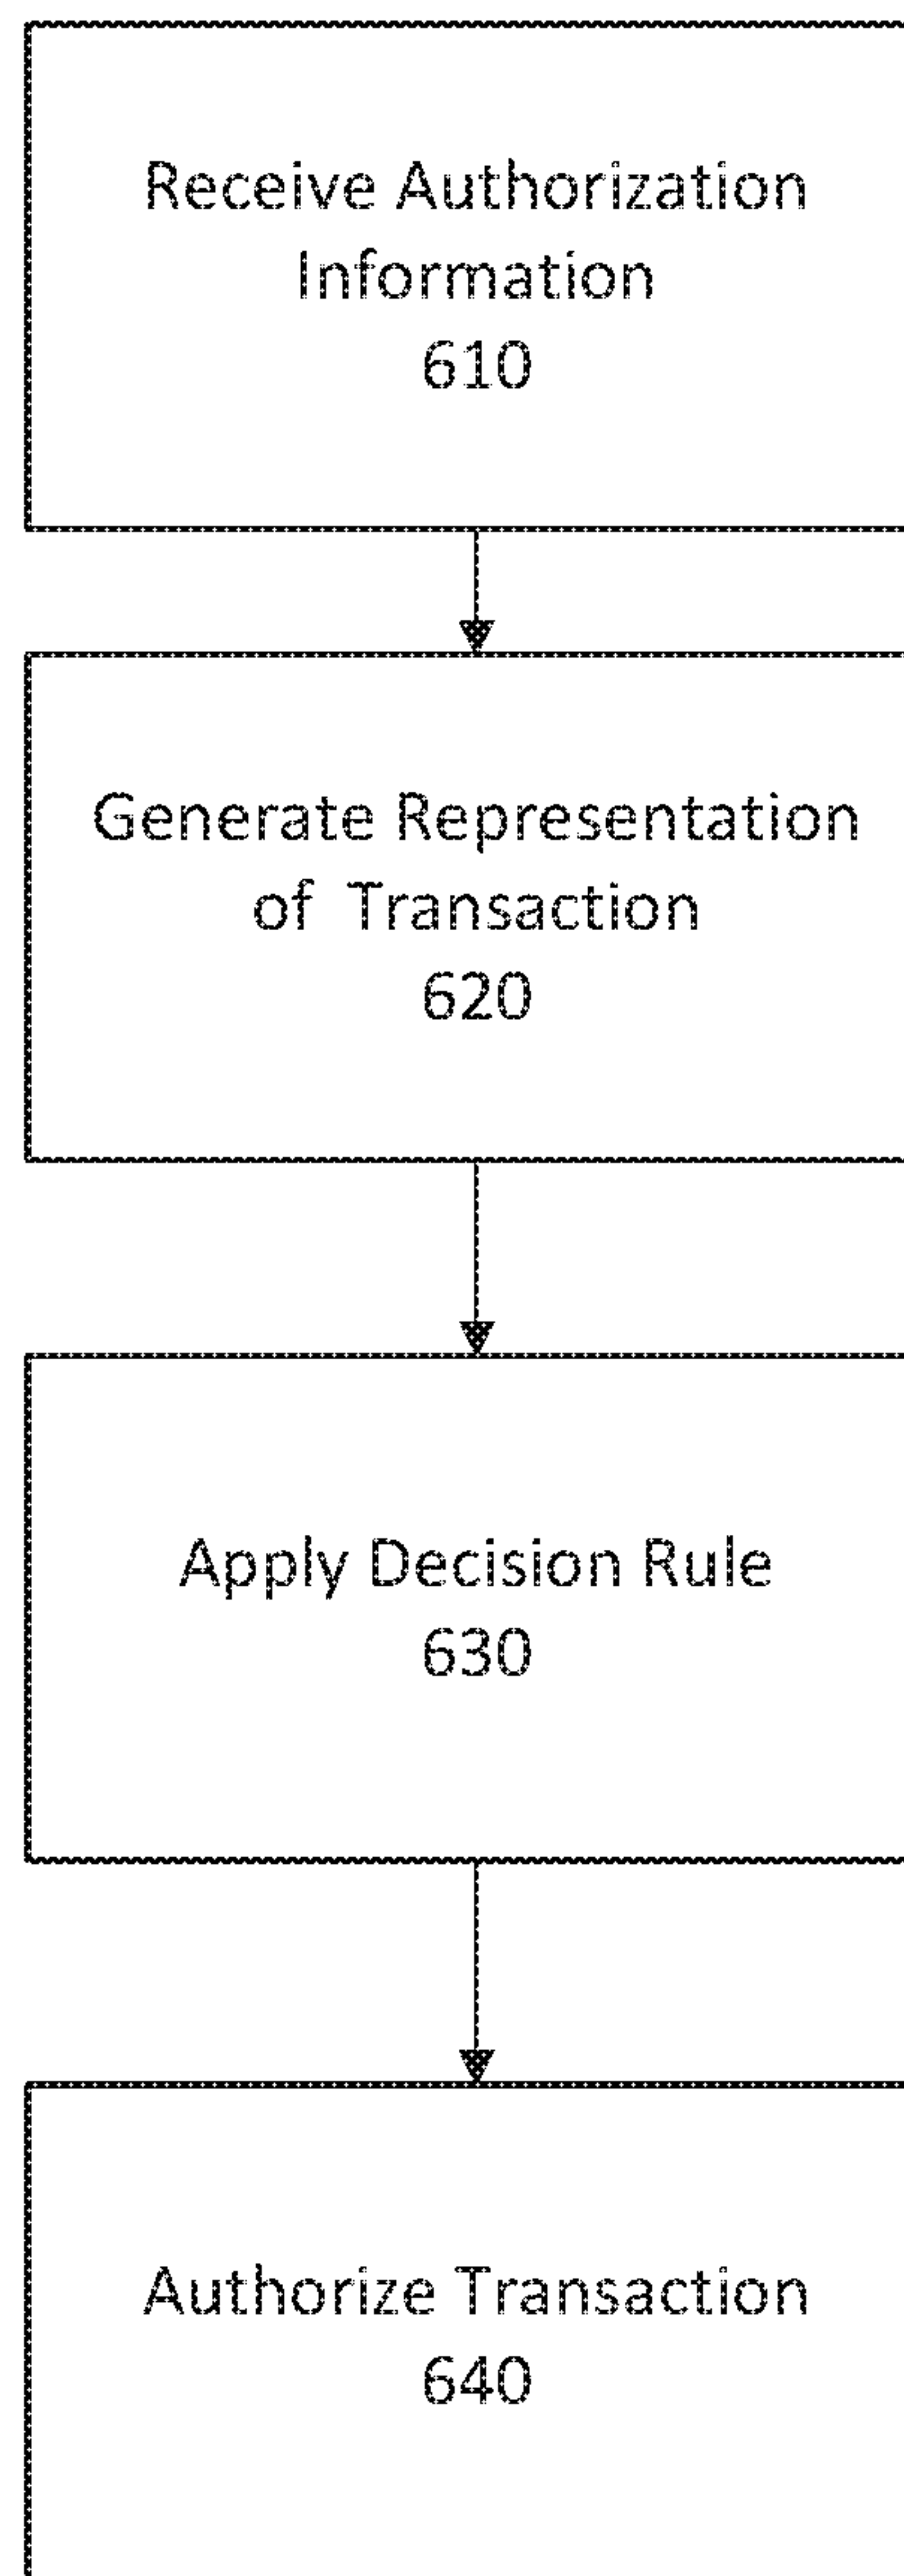 Receive Authorization
Information
610
Generate Representation
of Transaction
620
Apply Decision Rule
630
Authorize Transaction
640